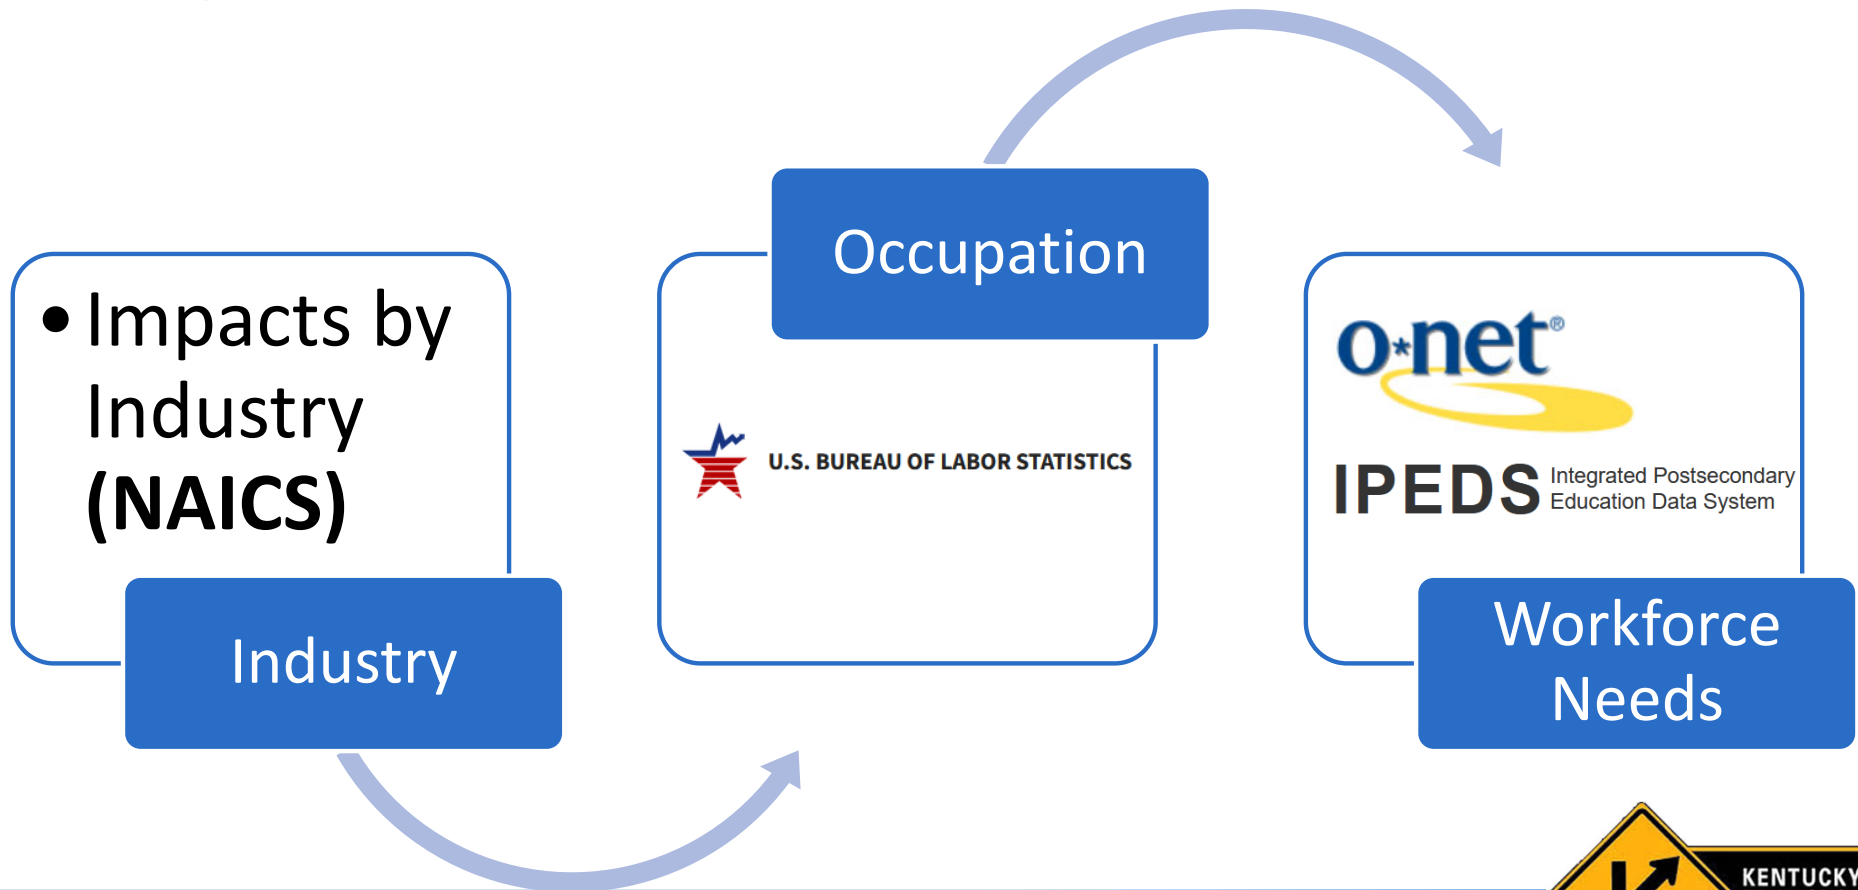 • Impacts by
Industry
(NAICS)
Industry
Occupation
U.S. BUREAU OF LABOR STATISTICS
o*net®
IPEDS Integrated Postsecondary
Education Data System
Workforce
Needs
KENTUCKY